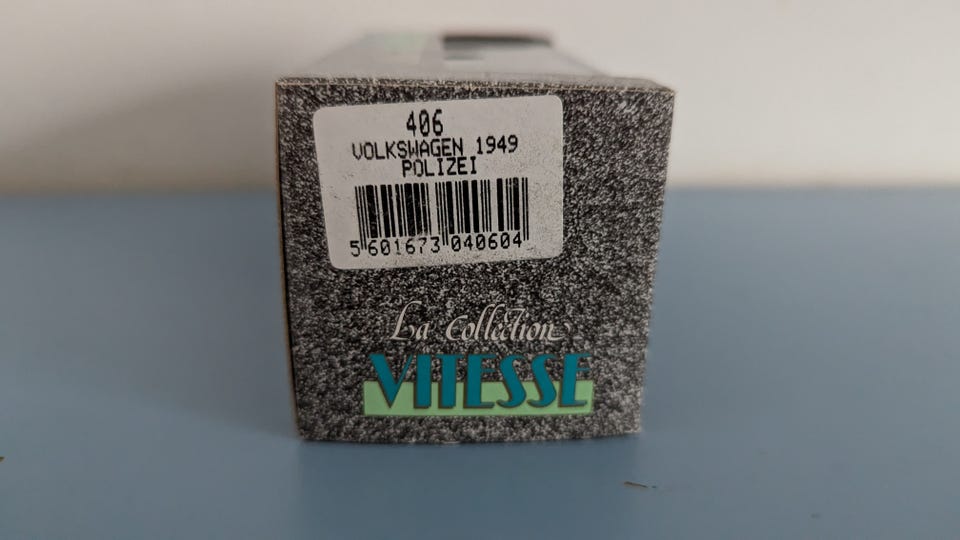 406
VOLKSWAGEN 1949
POLIZEI
5 601673 040604
La Collection
VITESSE